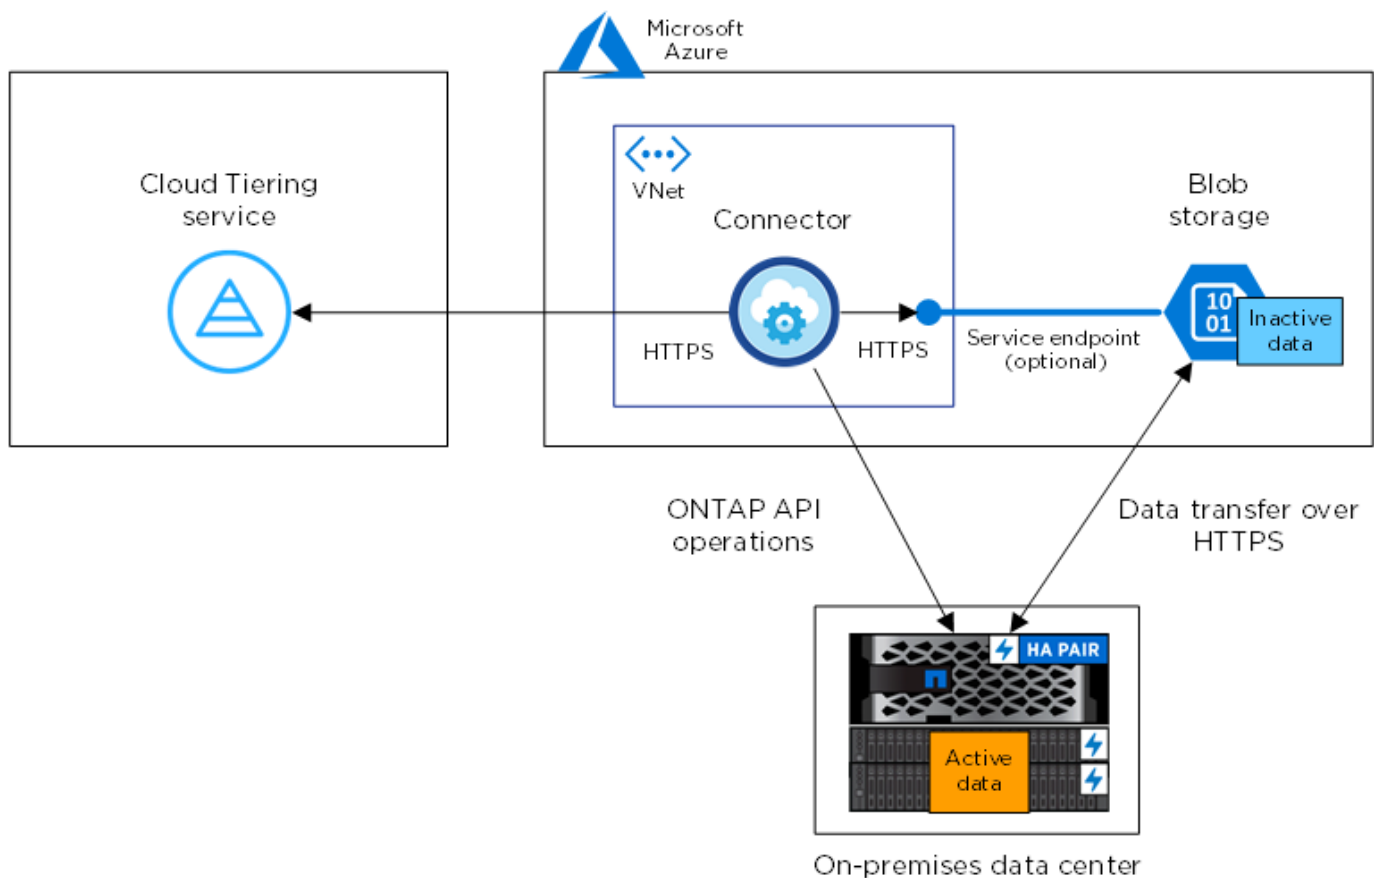 Microsoft
Azure
Cloud Tiering
service
VNet
Connector
Blob
storage
10
01
Inactive
data
HTTPS
HTTPS
Service endpoint
(optional)
ONTAP API
operations
Data transfer over
HTTPS
HA PAIR
Active
data
On-premises data center